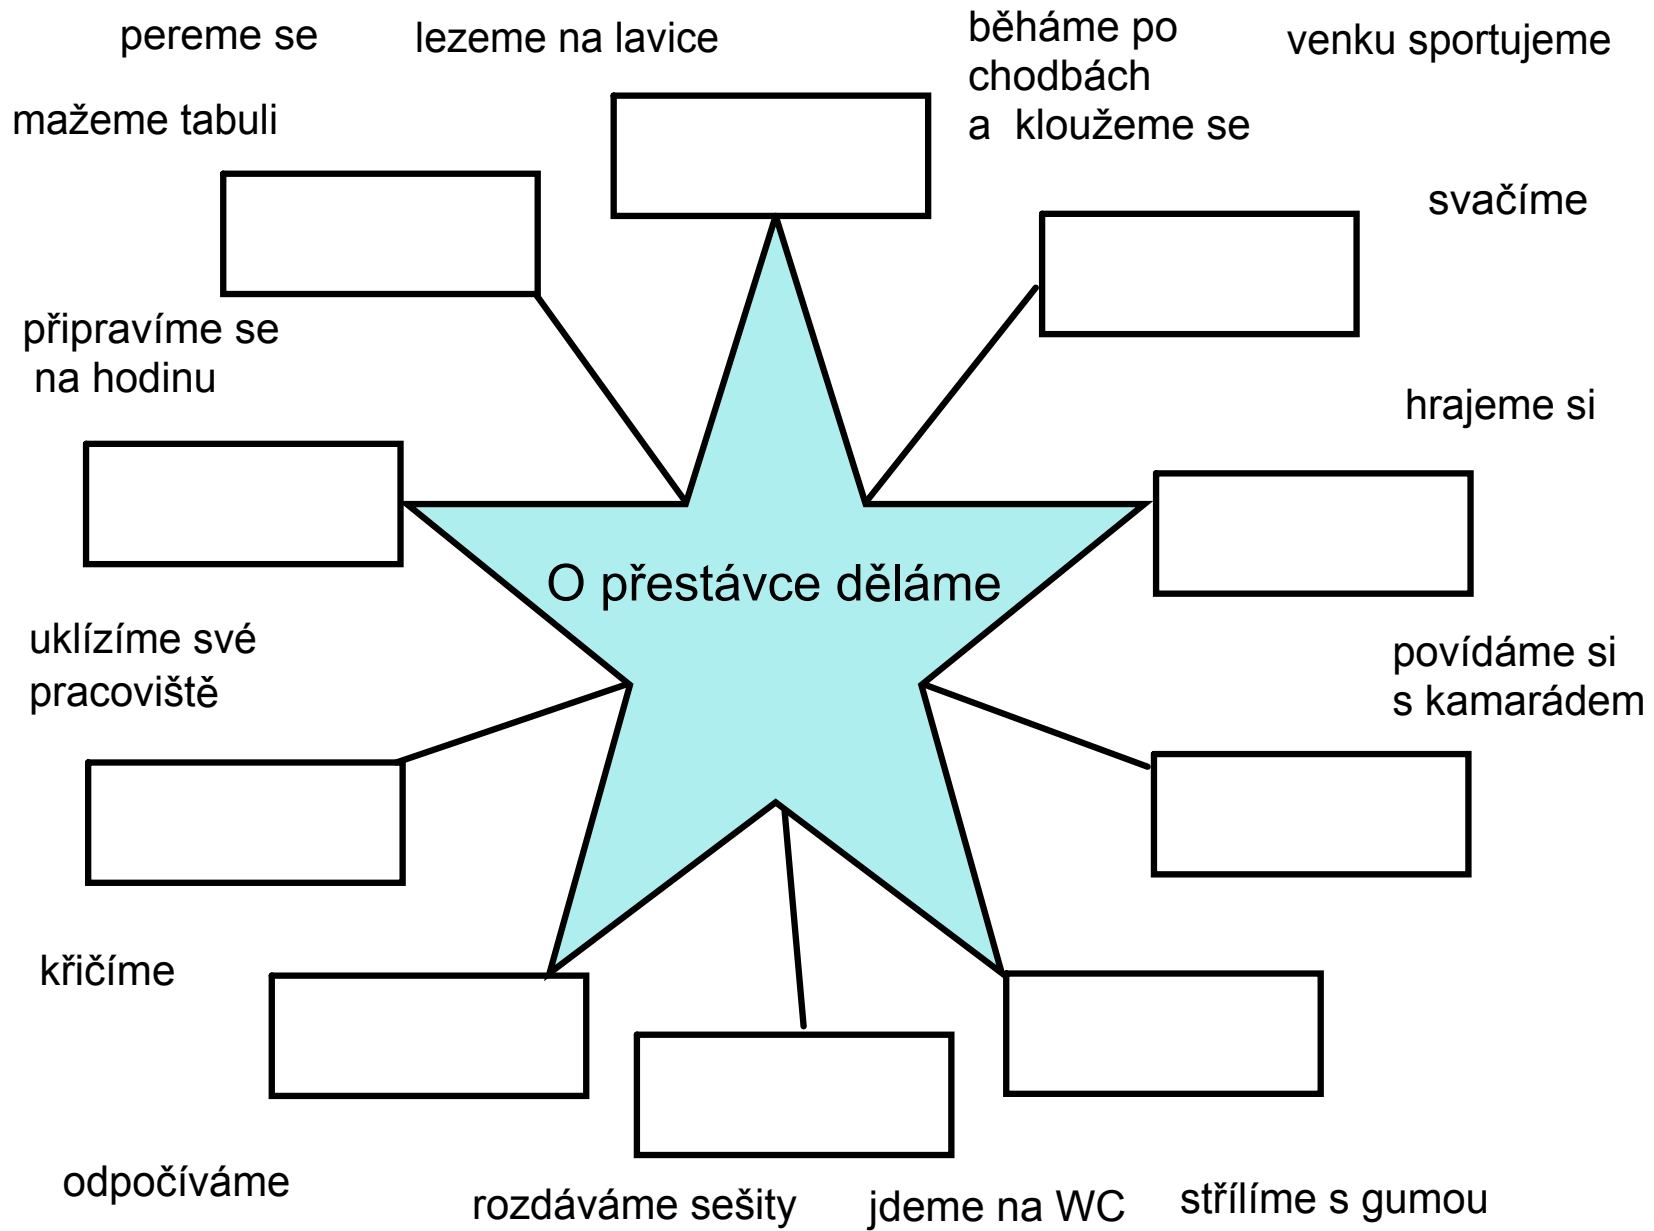 pereme se
lezeme na lavice
běháme po
chodbách
a kloužeme se
venku sportujeme
mažeme tabuli
svačíme
připravíme se
na hodinu
hrajeme si
O přestávce děláme
uklízíme své
pracoviště
povídáme si
s kamarádem
křičíme
odpočíváme
rozdáváme sešity
jdeme na WC
střílíme s gumou